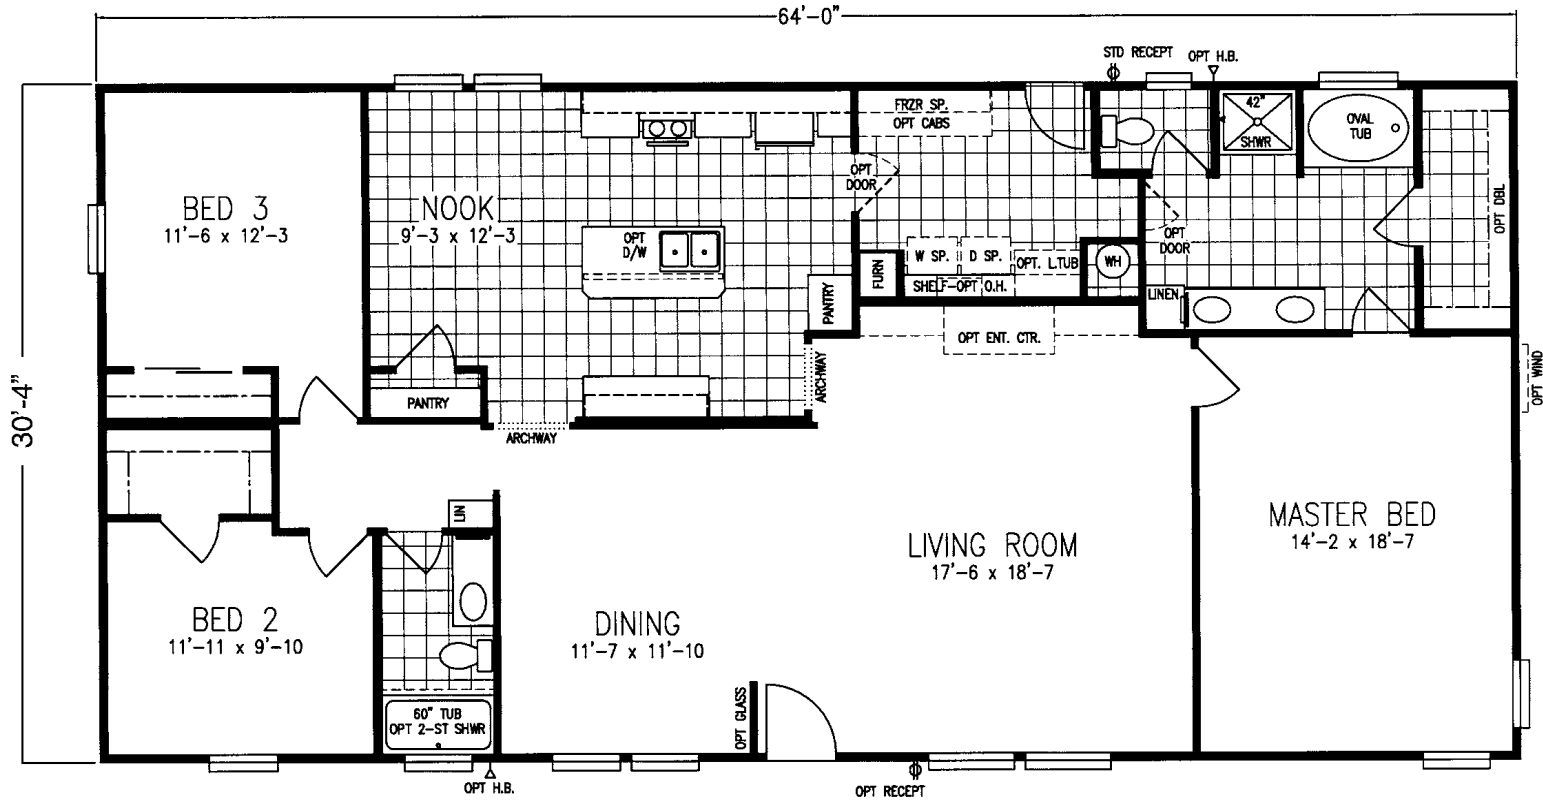 64'-0"
STD RECEPT
OPT H.B.
FRZR SP.
OPT CABS
42"
SHWR
OVAL
TUB
OPT
DOOR
OPT DBL
BED 3
11'-6 x 12'-3
NOOK
9'-3 x 12'-3
OPT
D/W
OPT
DOOR
W SP.
D SP.
OPT. L.TUB
WH
FURN
SHELF-OPT O.H.
LINEN
PANTRY
OPT ENT. CTR.
ARCHWAY
OPT WIND
30'-4"
PANTRY
ARCHWAY
LIN
MASTER BED
14'-2 x 18'-7
LIVING ROOM
17'-6 x 18'-7
BED 2
11'-11 x 9'-10
DINING
11'-7 x 11'-10
60" TUB
OPT 2-ST SHWR
OPT GLASS
OPT H.B.
OPT RECEPT